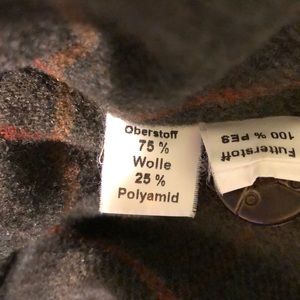 Oberstoff
75 %
Wolle
25 %
Polyamid
Futterstoff
100 % PES